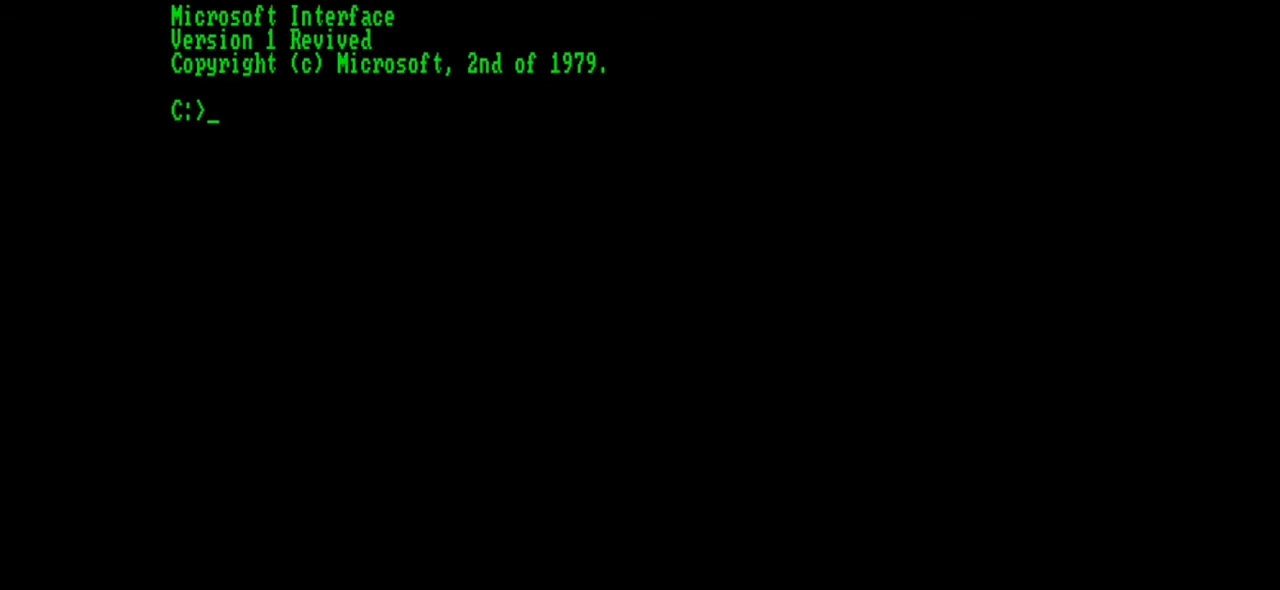 Microsoft Interface
Version 1 Revived
Copyright (c) Microsoft, 2nd of 1979.
C:>_